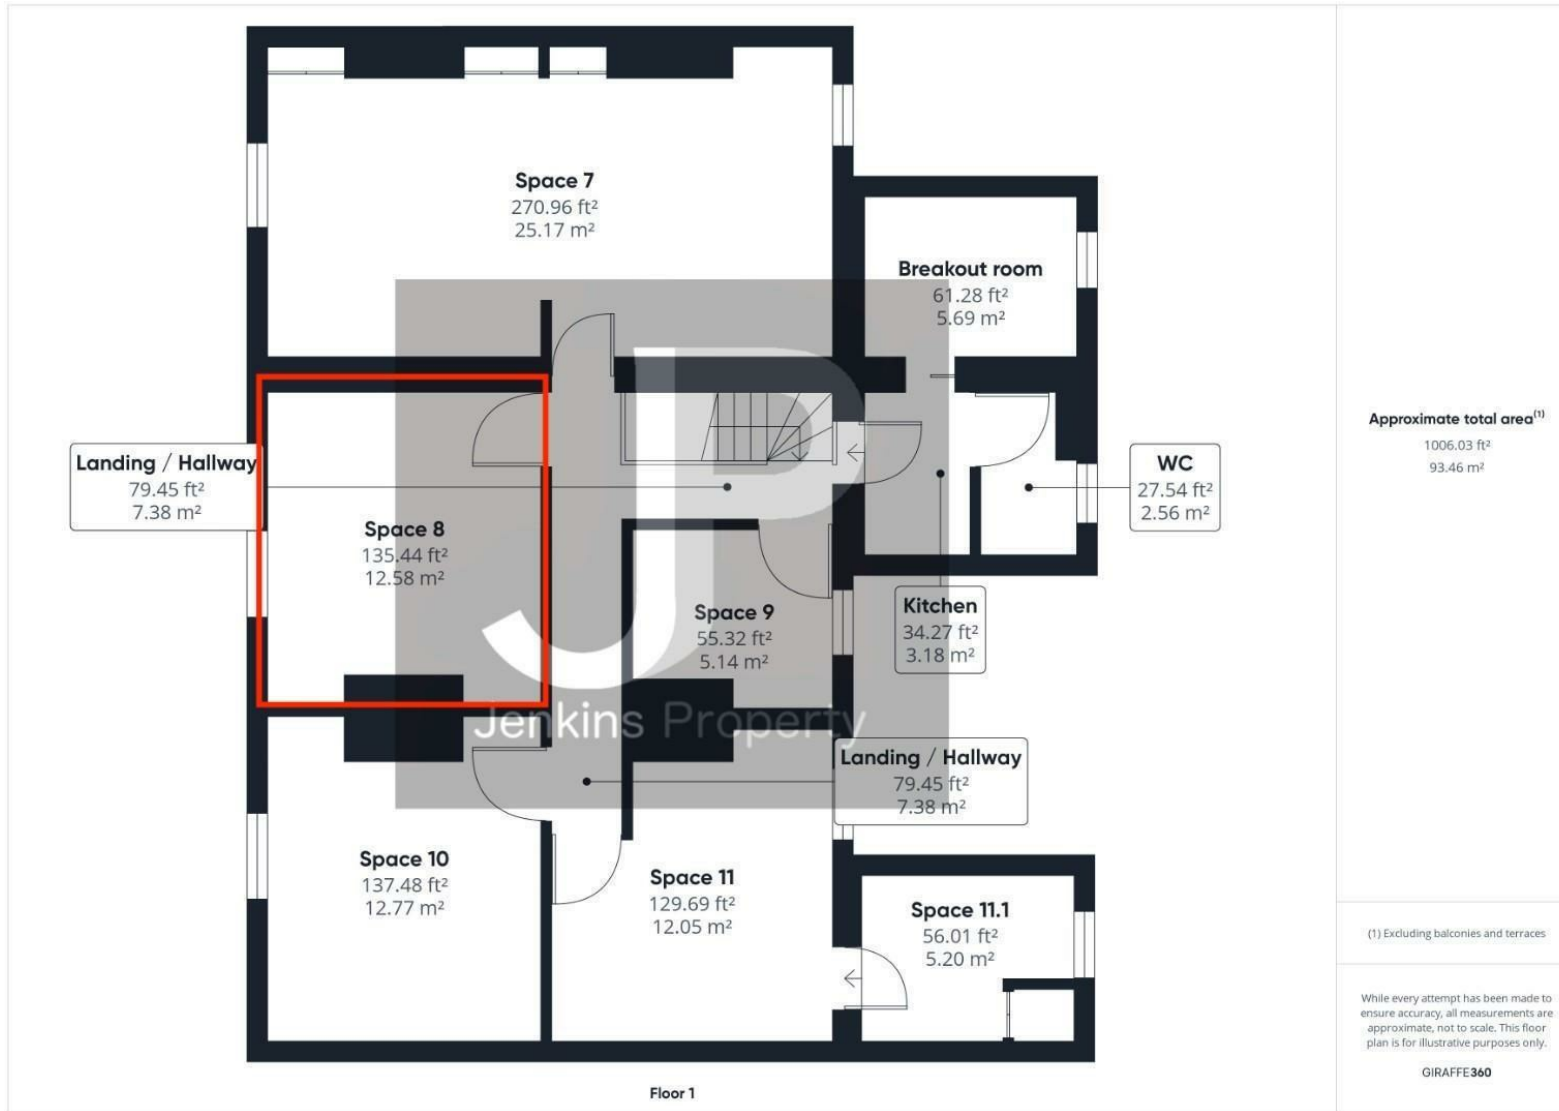 Space 7
270.96 ft²
25.17 m²
Breakout room
61.28 ft²
5.69 m²
Approximate total area(1)
1006.03 ft²
93.46 m²
Landing / Hallway
79.45 ft²
7.38 m²
WC
27.54 ft²
2.56 m²
Space 8
135.44 ft²
12.58 m²
JP
Space 9
55.32 ft²
5.14 m²
Kitchen
34.27 ft²
3.18 m²
Jenkins Property
Landing / Hallway
79.45 ft²
7.38 m²
Space 10
137.48 ft²
12.77 m²
Space 11
129.69 ft²
12.05 m²
Space 11.1
56.01 ft²
5.20 m²
(1) Excluding balconies and terraces
While every attempt has been made to
ensure accuracy, all measurements are
approximate, not to scale. This floor
plan is for illustrative purposes only.
GIRAFFE360
Floor 1